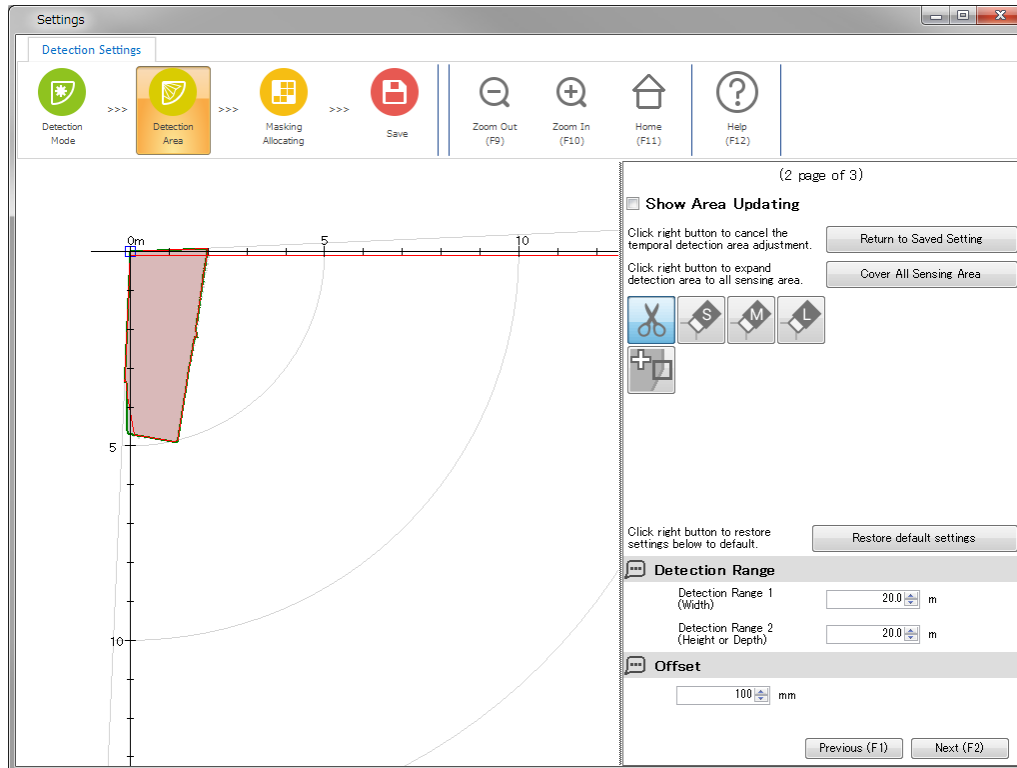 Settings
Detection Settings
Detection
Mode
>>>
Detection
Area
>>>
Masking
Allocating
>>>
Save
Zoom Out
(F9)
Zoom In
(F10)
Home
(F11)
Help
(F12)
(2 page of 3)
Show Area Updating
Click right button to cancel the
temporal detection area adjustment.
Return to Saved Setting
Click right button to expand
detection area to all sensing area.
Cover All Sensing Area
S
M
L
0m
5
10
5
10
Click right button to restore
settings below to default.
Restore default settings
Detection Range
Detection Range 1
(Width)
20.0
m
Detection Range 2
(Height or Depth)
20.0
m
Offset
100
mm
Previous (F1)
Next (F2)